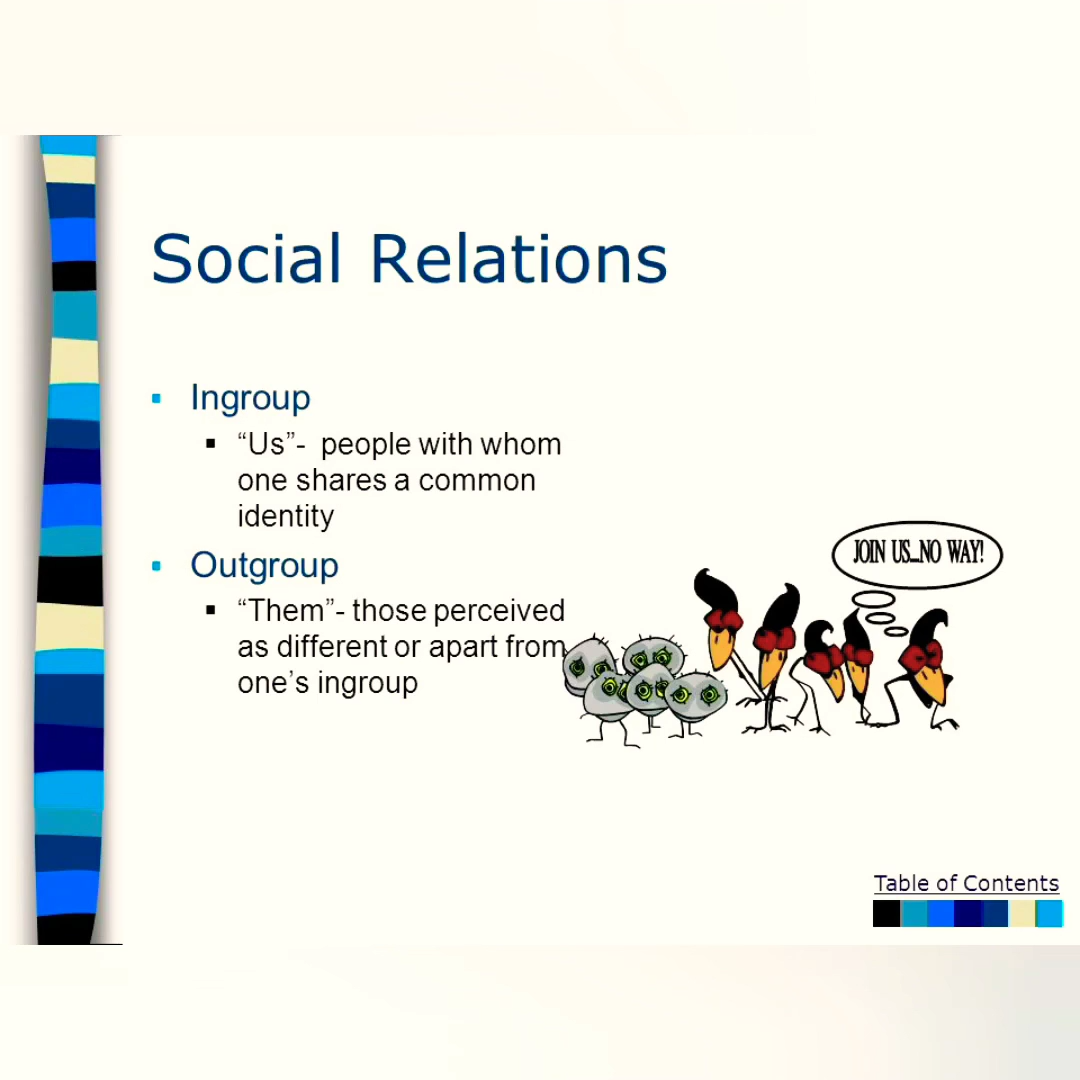 Social Relations
Ingroup
“Us”-  people with whom
one shares a common
identity
Outgroup
“Them”- those perceived
as different or apart from
one’s ingroup
JOIN US...NO WAY!
Table of Contents